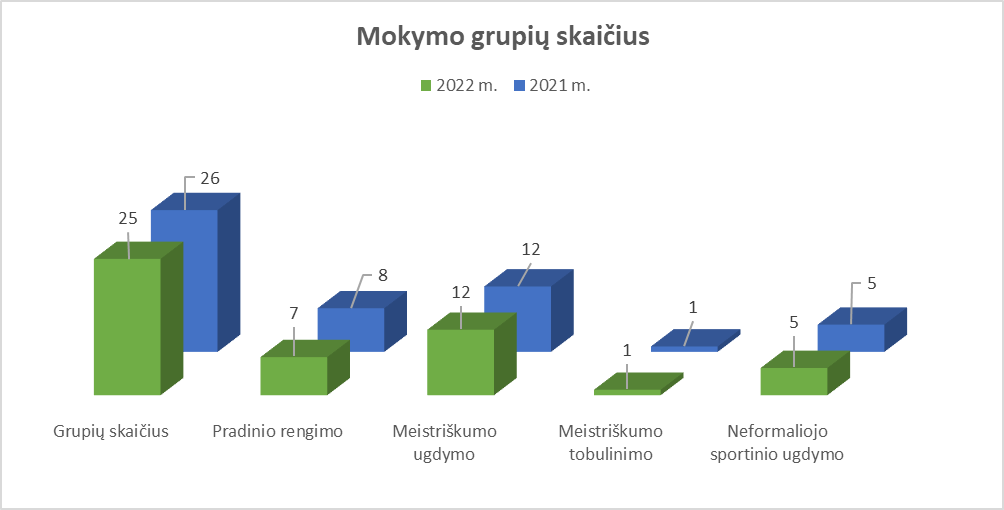 Mokymo grupių skaičius
2022 m. 2021 m.
26
25
12
8
12
7
1
5
5
1
Grupių skaičius Pradinio rengimo Meistriškumo Meistriškumo Neformaliojo
ugdymo tobulinimo sportinio ugdymo